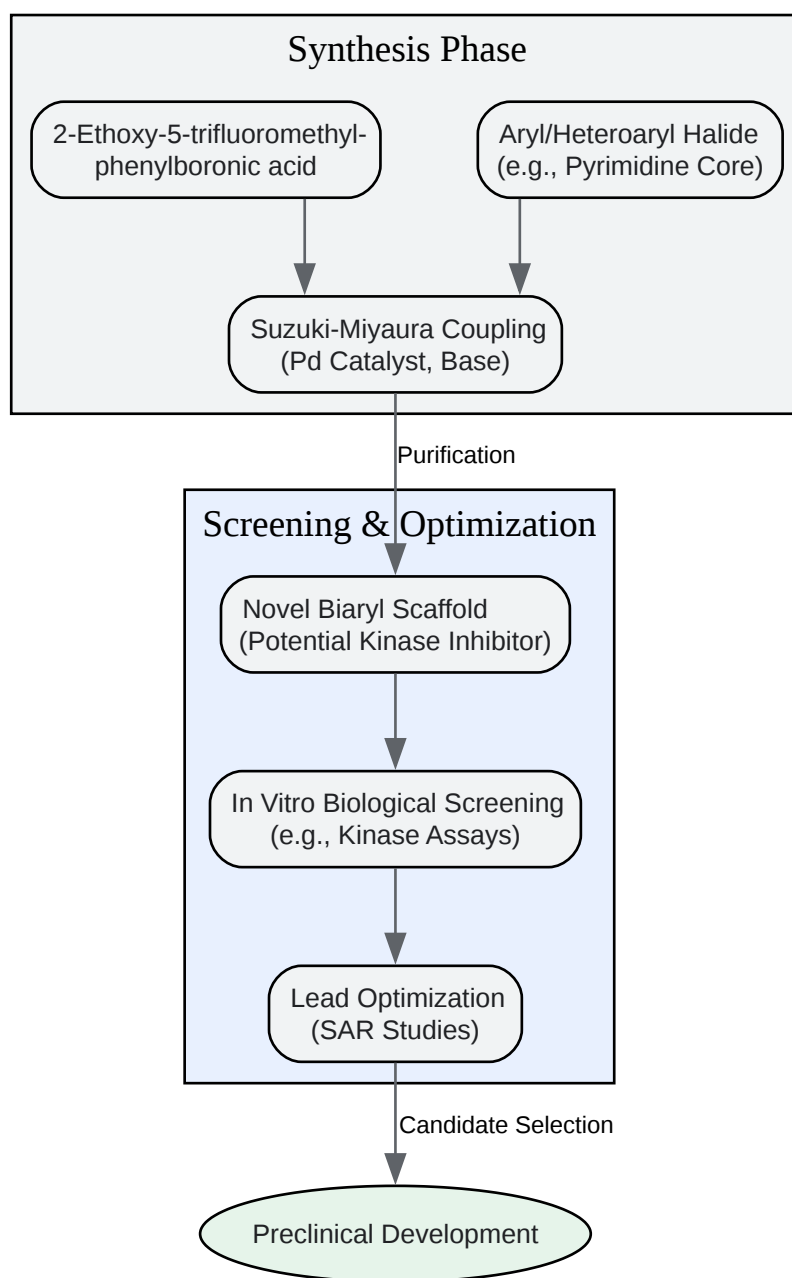 Synthesis Phase
2-Ethoxy-5-trifluoromethyl-
phenylboronic acid
Aryl/Heteroaryl Halide
(e.g., Pyrimidine Core)
Suzuki-Miyaura Coupling
(Pd Catalyst, Base)
Purification
Screening & Optimization
Novel Biaryl Scaffold
(Potential Kinase Inhibitor)
In Vitro Biological Screening
(e.g., Kinase Assays)
Lead Optimization
(SAR Studies)
Candidate Selection
Preclinical Development